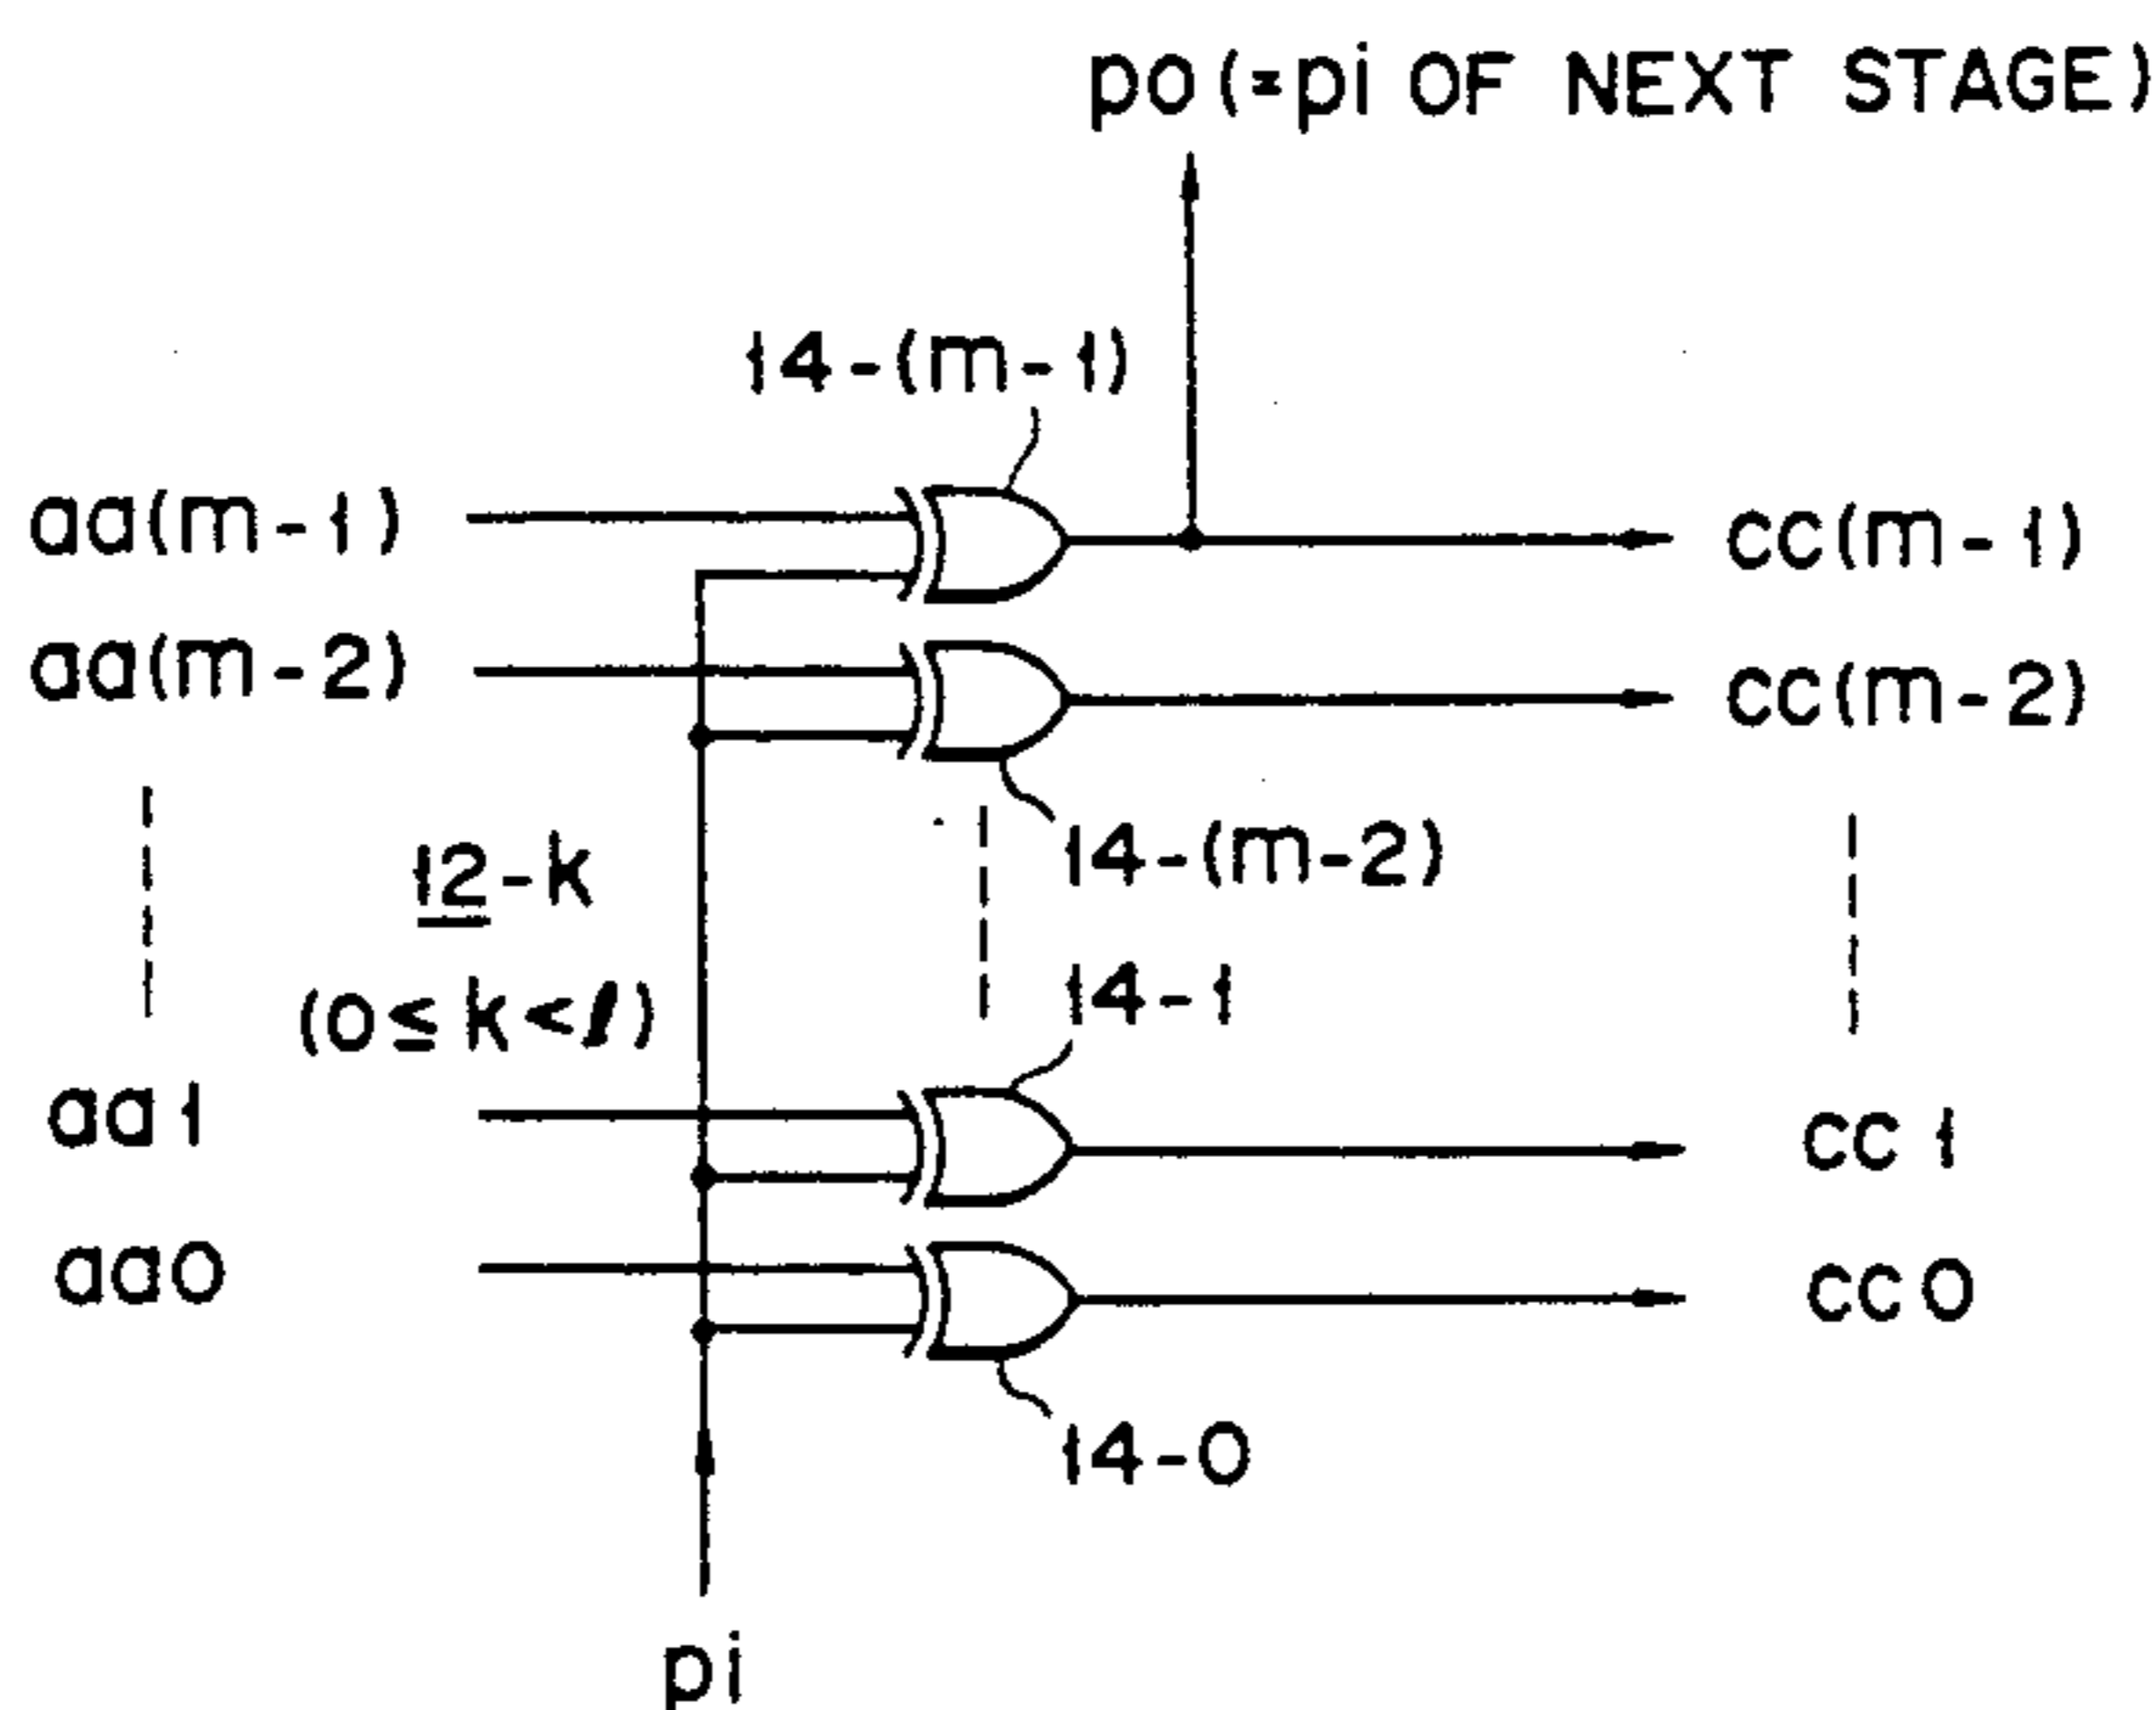 po (=pi OF NEXT STAGE)
14-(m-1)
aa(m-1)
cc(m-1)
aa(m-2)
cc(m-2)
12-k
14-(m-2)
(0≤k<l)
14-1
aa1
cc1
aa0
cc0
14-0
pi